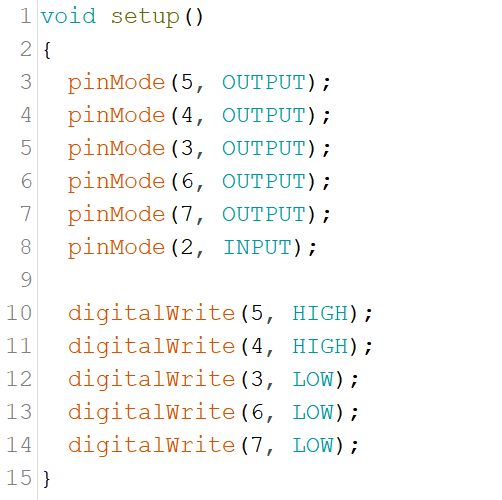 1 void setup()
2 {
3   pinMode(5, OUTPUT);
4   pinMode(4, OUTPUT);
5   pinMode(3, OUTPUT);
6   pinMode(6, OUTPUT);
7   pinMode(7, OUTPUT);
8   pinMode(2, INPUT);
9
10   digitalWrite(5, HIGH);
11   digitalWrite(4, HIGH);
12   digitalWrite(3, LOW);
13   digitalWrite(6, LOW);
14   digitalWrite(7, LOW);
15 }